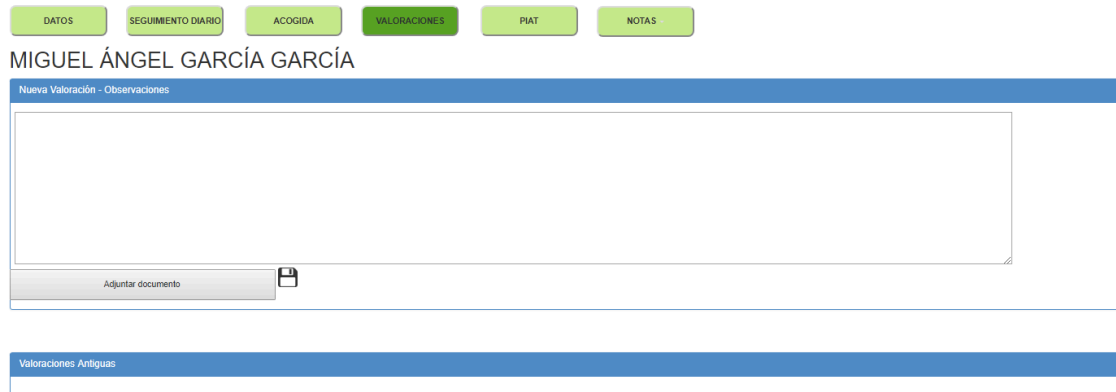 DATOS SEGUIMIENTO DIARIO ACOGIDA VALORACIONES PIAT NOTAS
MIGUEL ÁNGEL GARCÍA GARCÍA
Nueva Valoración - Observaciones
Adjuntar documento
Valoraciones Antiguas